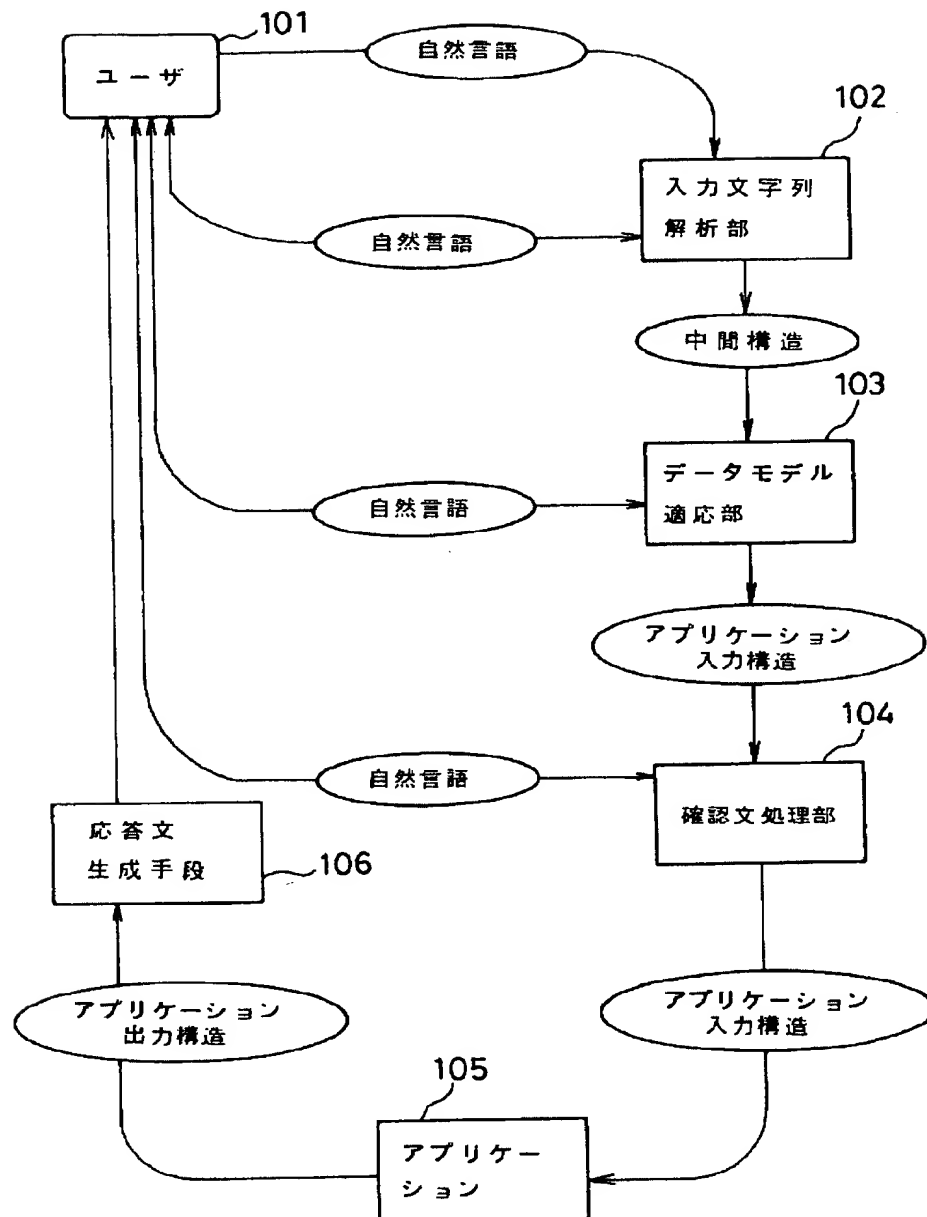 101
ユーザ
自然言語
102
入力文字列
解析部
自然言語
中間構造
103
データモデル
適応部
自然言語
アプリケーション
入力構造
104
確認文処理部
自然言語
応答文
生成手段
106
アプリケーション
出力構造
アプリケーション
入力構造
105
アプリケー
ション